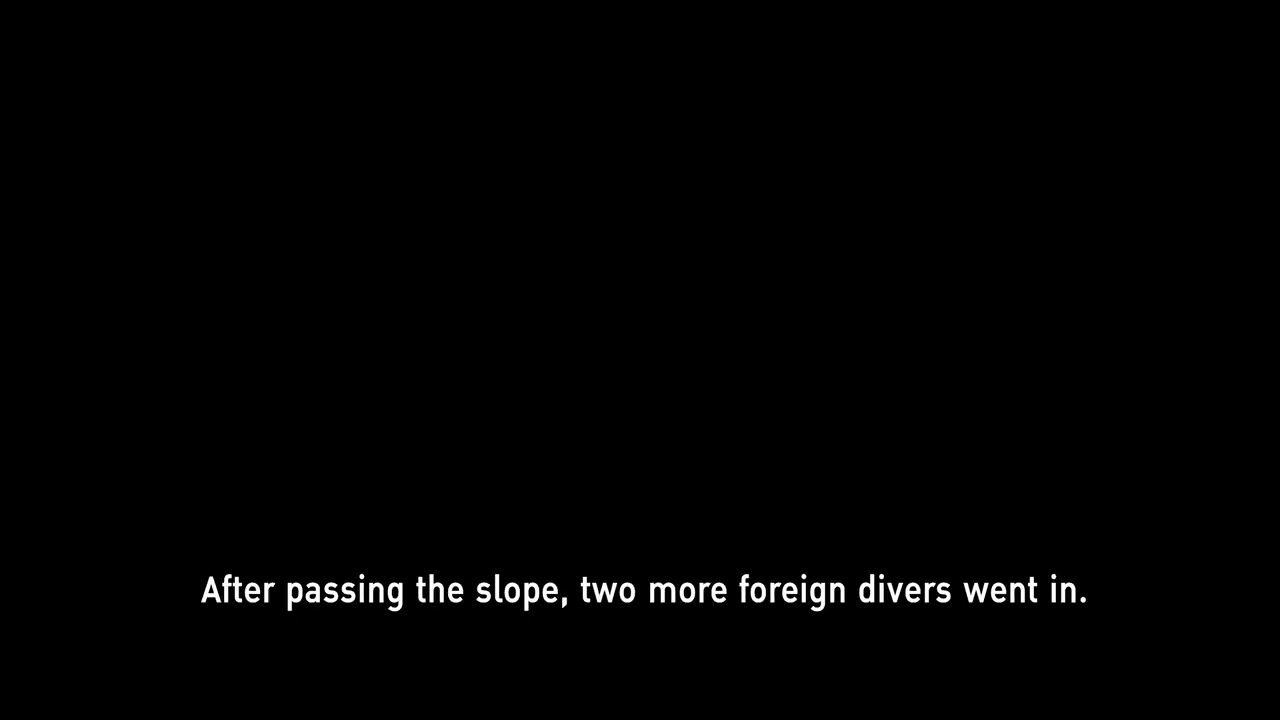 After passing the slope, two more foreign divers went in.